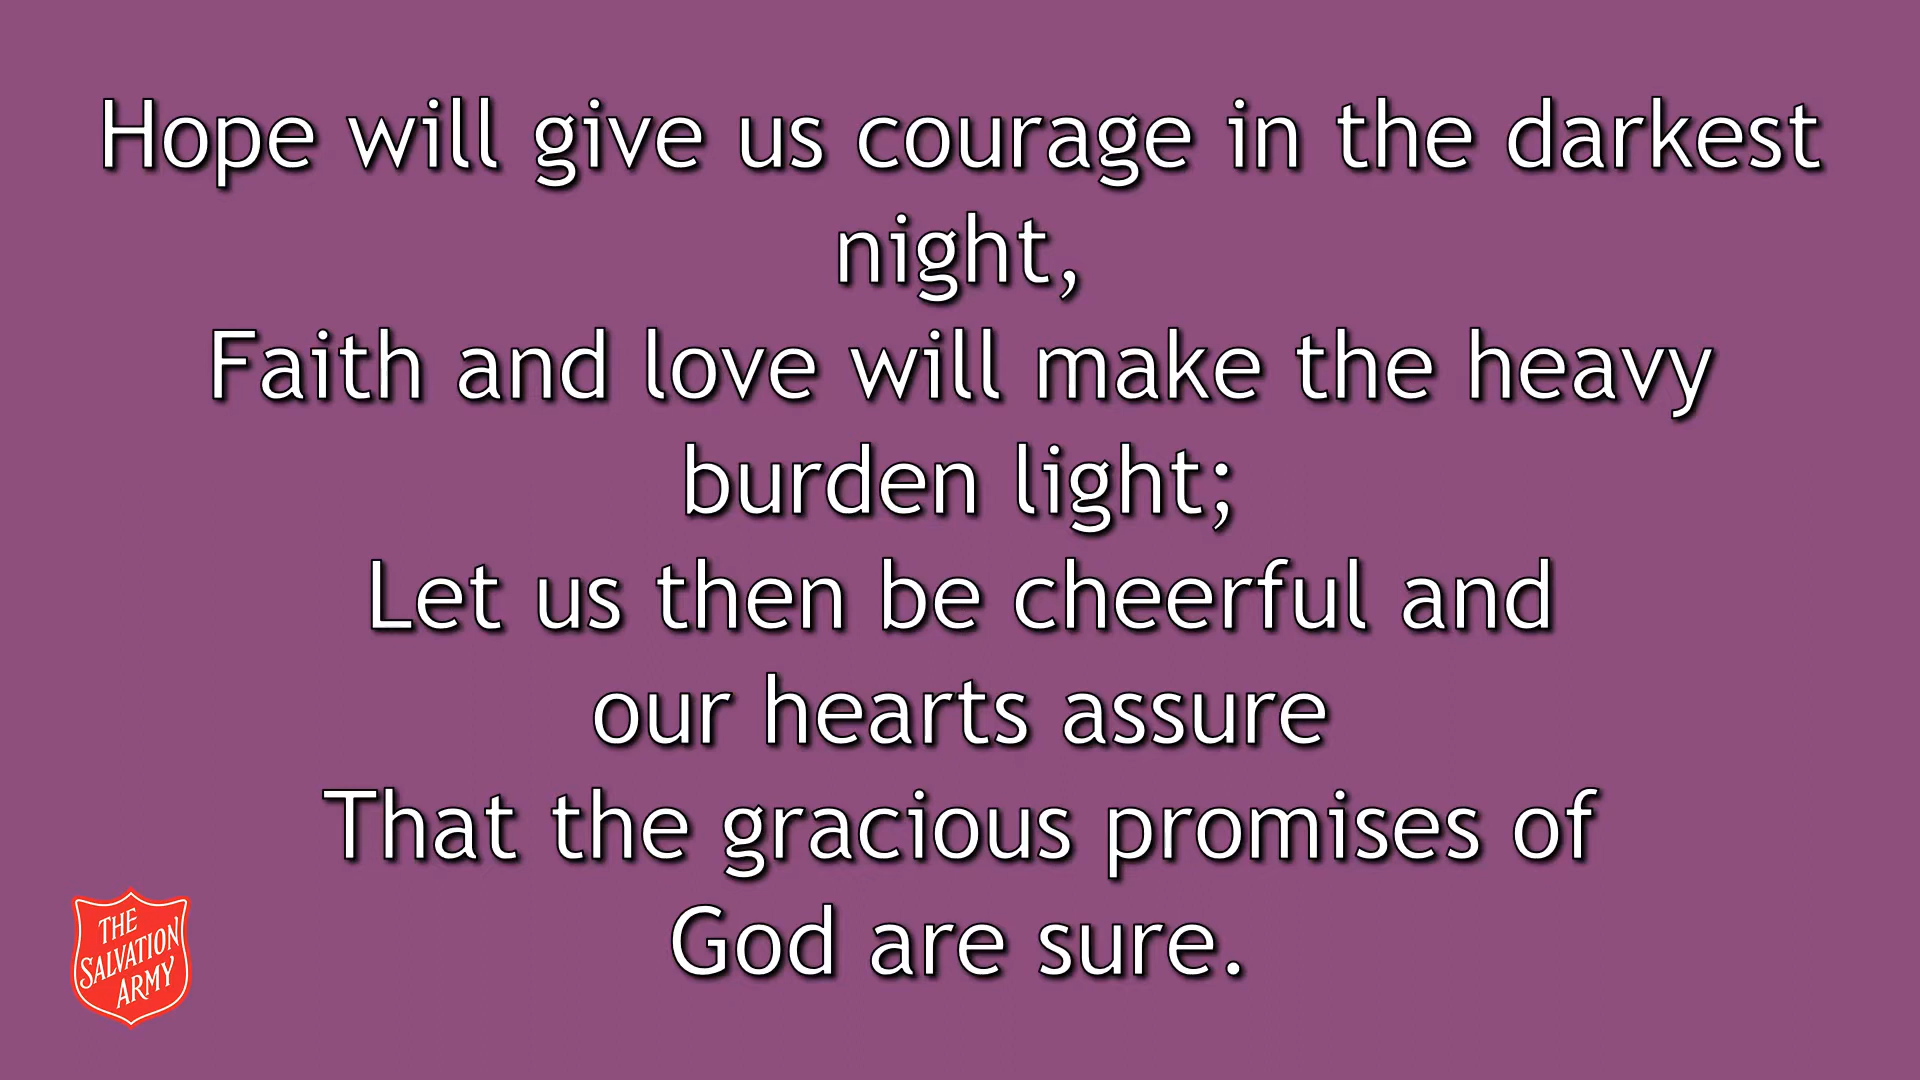 Hope will give us courage in the darkest
night,
Faith and love will make the heavy
burden light;
Let us then be cheerful and
our hearts assure
That the gracious promises of
God are sure.
THE
SALVATION
ARMY